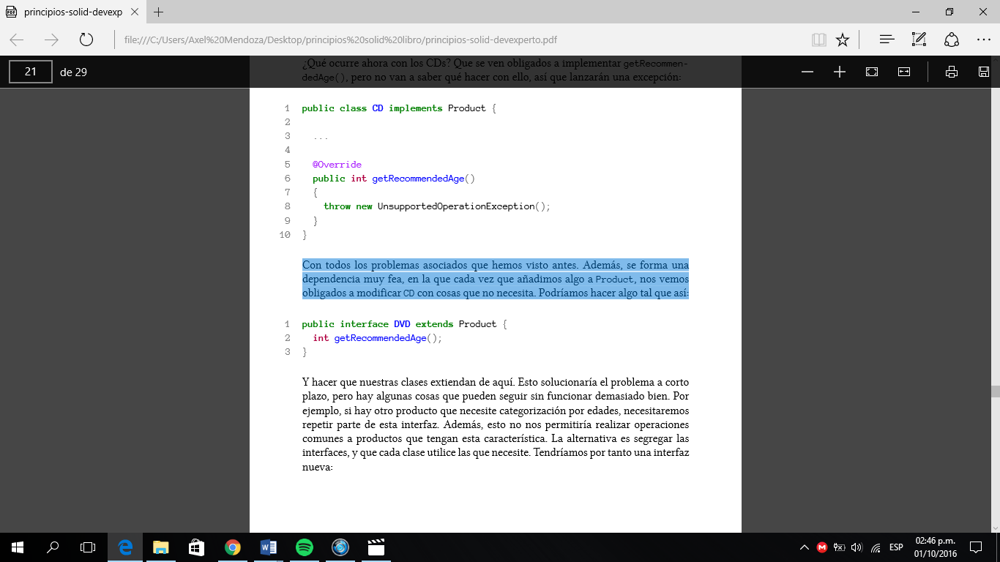 principios-solid-devexp
file:///C:/Users/Axel%20Mendoza/Desktop/principios%20solid%20libro/principios-solid-devexperto.pdf
21 de 29
¿Qué ocurre ahora con los CDs? Que se ven obligados a implementar getRecommen-
dedAge(), pero no van a saber qué hacer con ello, así que lanzarán una excepción:
1 public class CD implements Product {
2
3 ...
4
5 @Override
6 public int getRecommendedAge()
7 {
8 throw new UnsupportedOperationException();
9 }
10 }
Con todos los problemas asociados que hemos visto antes. Además, se forma una
dependencia muy fea, en la que cada vez que añadimos algo a Product, nos vemos
obligados a modificar CD con cosas que no necesita. Podríamos hacer algo tal que así:
1 public interface DVD extends Product {
2 int getRecommendedAge();
3 }
Y hacer que nuestras clases extiendan de aquí. Esto solucionaría el problema a corto
plazo, pero hay algunas cosas que pueden seguir sin funcionar demasiado bien. Por
ejemplo, si hay otro producto que necesite categorización por edades, necesitaremos
repetir parte de esta interfaz. Además, esto no nos permitiría realizar operaciones
comunes a productos que tengan esta característica. La alternativa es segregar las
interfaces, y que cada clase utilice las que necesite. Tendríamos por tanto una interfaz
nueva:
ESP
02:46 p.m.
01/10/2016